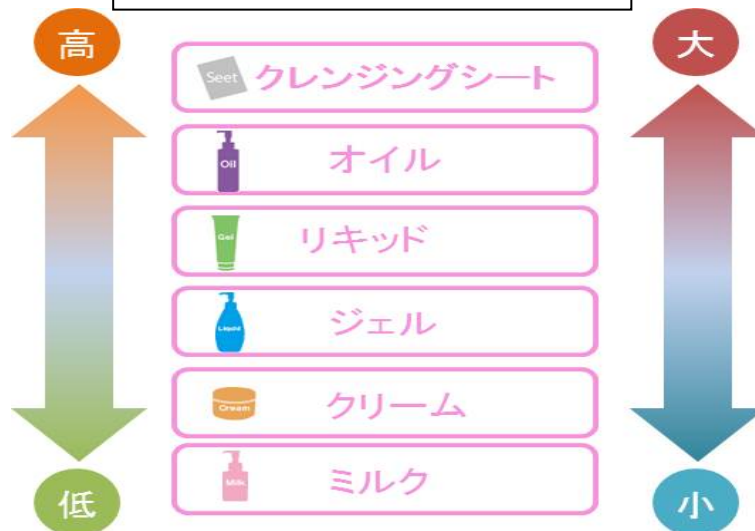 高
大
Seet クレンジングシート
Oil オイル
Gel リキッド
Liquid ジェル
Cream クリーム
Milk ミルク
低
小